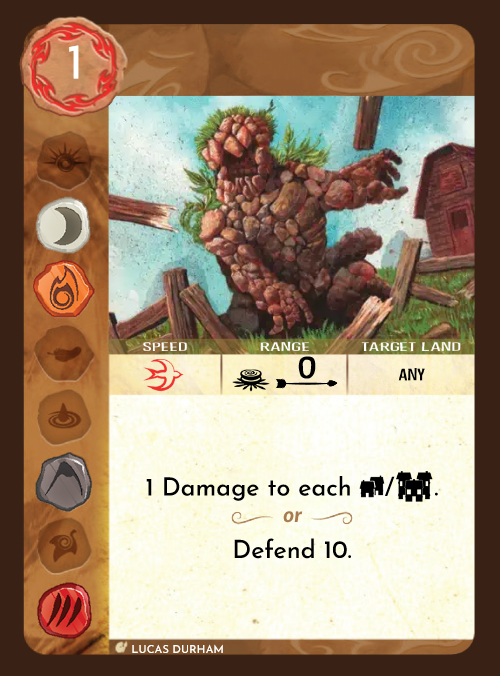 1
SPEED RANGE TARGET LAND
0 ANY
1 Damage to each /.
or
Defend 10.
LUCAS DURHAM